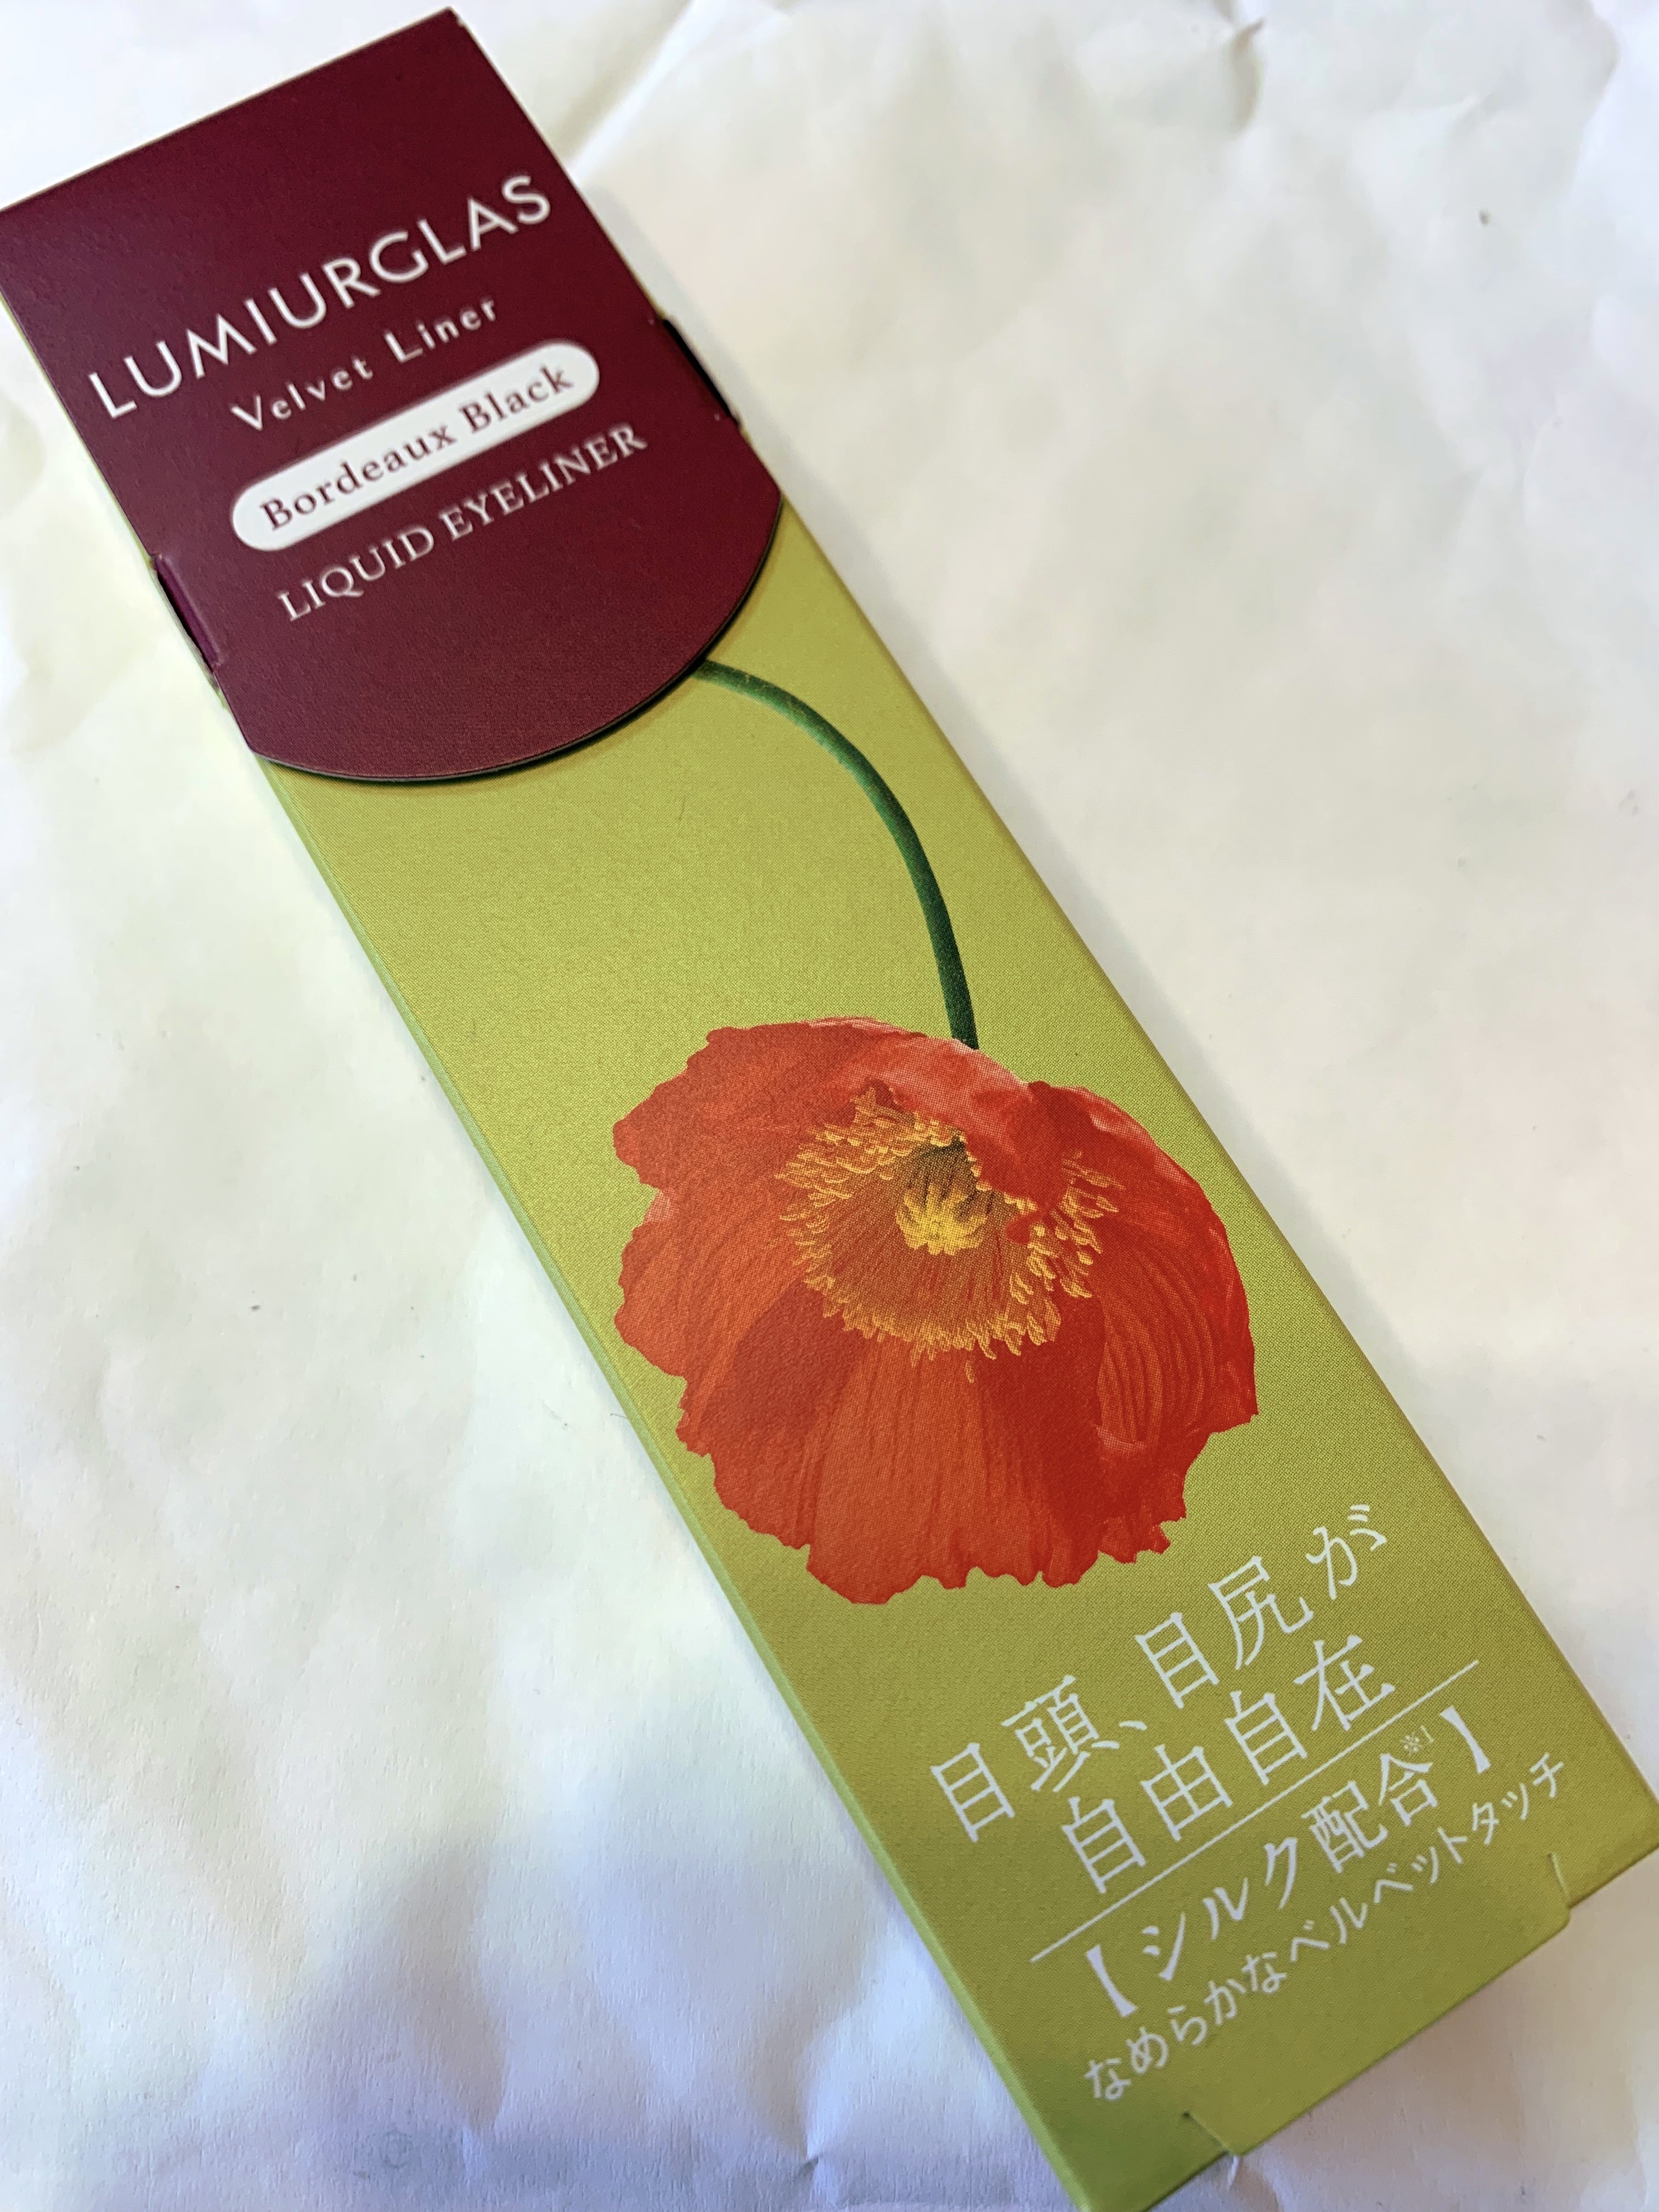 LUMIURGLAS
Velvet Liner
Bordeaux Black
LIQUID EYELINER
目頭、目尻が
自由自在
【シルク配合※1】
なめらかなベルベットタッチ